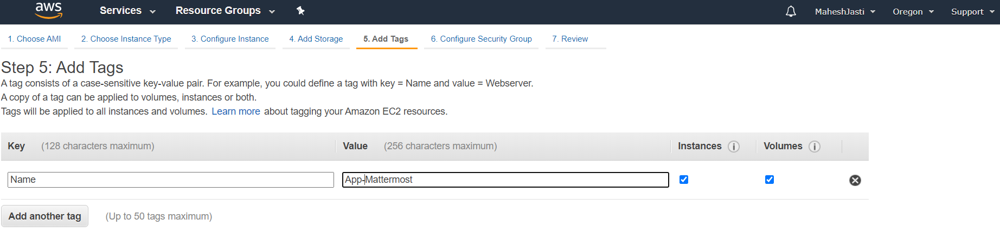 aws Services Resource Groups MaheshJasti Oregon Support
1. Choose AMI 2. Choose Instance Type 3. Configure Instance 4. Add Storage 5. Add Tags 6. Configure Security Group 7. Review
Step 5: Add Tags
A tag consists of a case-sensitive key-value pair. For example, you could define a tag with key = Name and value = Webserver.
A copy of a tag can be applied to volumes, instances or both.
Tags will be applied to all instances and volumes. Learn more about tagging your Amazon EC2 resources.
Key (128 characters maximum) Value (256 characters maximum) Instances i Volumes i
Name App-Mattermost
Add another tag (Up to 50 tags maximum)